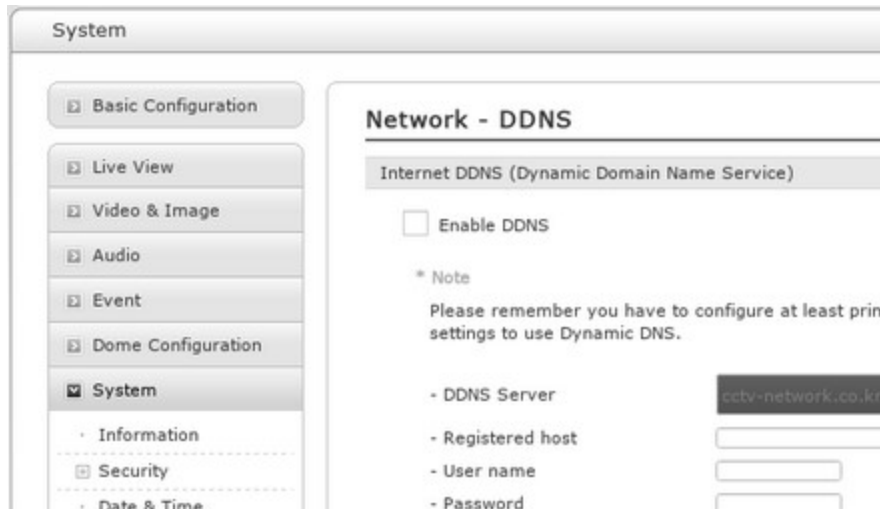 System
Basic Configuration
Live View
Video & Image
Audio
Event
Dome Configuration
System
Information
Security
Date & Time
Network - DDNS
Internet DDNS (Dynamic Domain Name Service)
Enable DDNS
* Note
Please remember you have to configure at least
settings to use Dynamic DNS.
- DDNS Server
cctv-network.co.kr
- Registered host
- User name
- Password